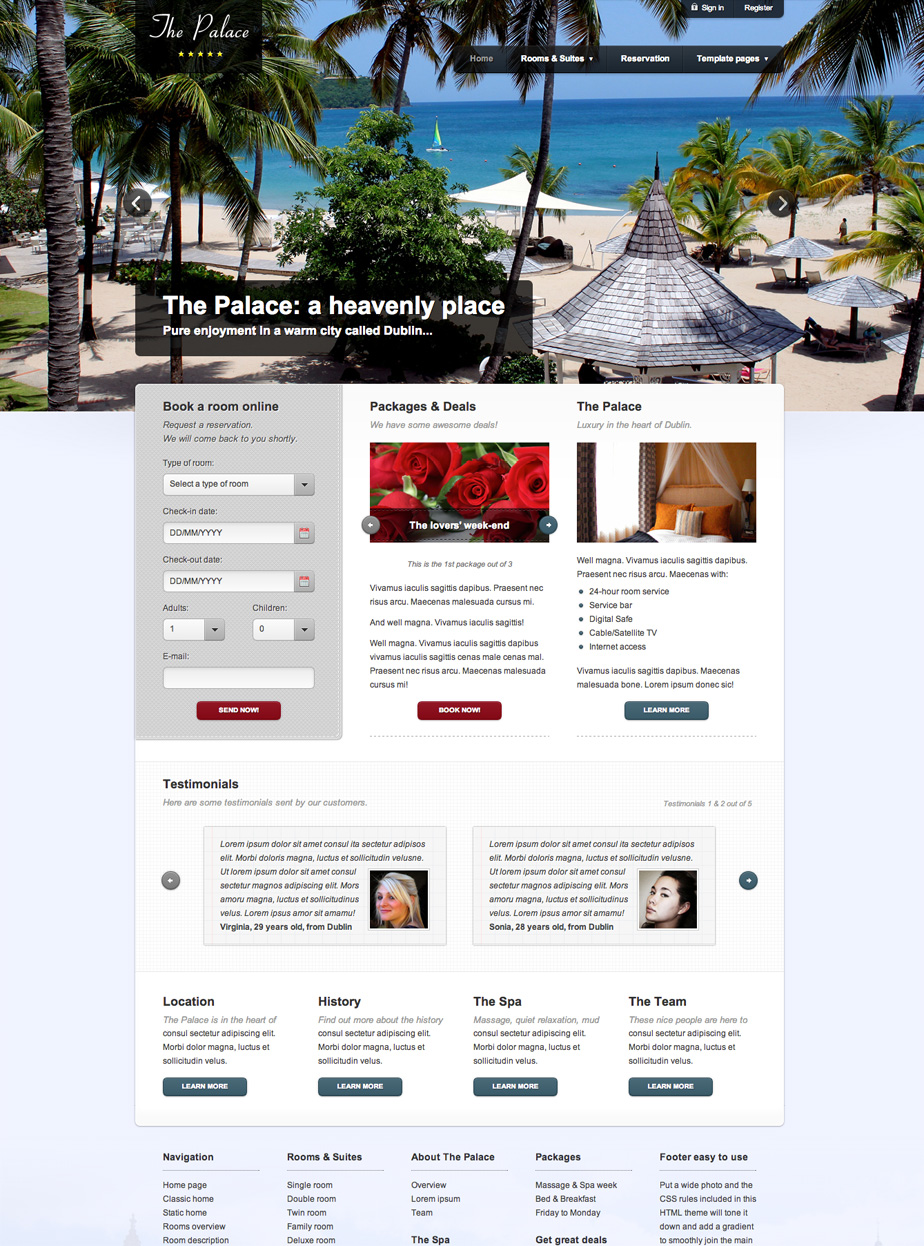 The Palace
Sign in Register
Home Rooms & Suites Reservation Template pages
The Palace: a heavenly place
Pure enjoyment in a warm city called Dublin...
Book a room online
Request a reservation.
We will come back to you shortly.
Type of room:
Select a type of room
Check-in date:
DD/MM/YYYY
Check-out date:
DD/MM/YYYY
Adults: Children:
1 0
E-mail:
SEND NOW!
Packages & Deals
We have some awesome deals!
The lovers' week-end
This is the 1st package out of 3
Vivamus iaculis sagittis dapibus. Praesent nec
risus arcu. Maecenas malesuada cursus mi.
And well magna. Vivamus iaculis sagittis!
Well magna. Vivamus iaculis sagittis dapibus
vivamus iaculis sagittis cenas male cenas mal.
Praesent nec risus arcu. Maecenas malesuada
cursus mi!
BOOK NOW!
The Palace
Luxury in the heart of Dublin.
Well magna. Vivamus iaculis sagittis dapibus.
Praesent nec risus arcu. Maecenas with:
24-hour room service
Service bar
Digital Safe
Cable/Satellite TV
Internet access
Vivamus iaculis sagittis dapibus. Maecenas
malesuada bone. Lorem ipsum donec sic!
LEARN MORE
Testimonials
Here are some testimonials sent by our customers.
Testimonials 1 & 2 out of 5
Lorem ipsum dolor sit amet consul ita sectetur adipisos
elit. Morbi doloris magna, luctus et sollicitudin velusne.
Ut lorem ipsum dolor sit amet consul
sectetur magnos adipiscing elit. Mors
amoru magna, luctus et sollicitudinos
velus. Lorem ipsus amor sit amamu!
Virginia, 29 years old, from Dublin
Lorem ipsum dolor sit amet consul ita sectetur adipisos
elit. Morbi doloris magna, luctus et sollicitudin velusne.
Ut lorem ipsum dolor sit amet consul
sectetur magnos adipiscing elit. Mors
amoru magna, luctus et sollicitudinos
velus. Lorem ipsus amor sit amamu!
Sonia, 28 years old, from Dublin
Location
The Palace is in the heart of
consul sectetur adipiscing elit.
Morbi dolor magna, luctus et
sollicitudin velus.
LEARN MORE
History
Find out more about the history
consul sectetur adipiscing elit.
Morbi dolor magna, luctus et
sollicitudin velus.
LEARN MORE
The Spa
Massage, quiet relaxation, mud
consul sectetur adipiscing elit.
Morbi dolor magna, luctus et
sollicitudin velus.
LEARN MORE
The Team
These nice people are here to
consul sectetur adipiscing elit.
Morbi dolor magna, luctus et
sollicitudin velus.
LEARN MORE
Navigation
Home page
Classic home
Static home
Rooms overview
Room description
Rooms & Suites
Single room
Double room
Twin room
Family room
Deluxe room
About The Palace
Overview
Lorem ipsum
Team
The Spa
Packages
Massage & Spa week
Bed & Breakfast
Friday to Monday
Get great deals
Footer easy to use
Put a wide photo and the
CSS rules included in this
HTML theme will tone it
down and add a gradient
to smoothly join the main